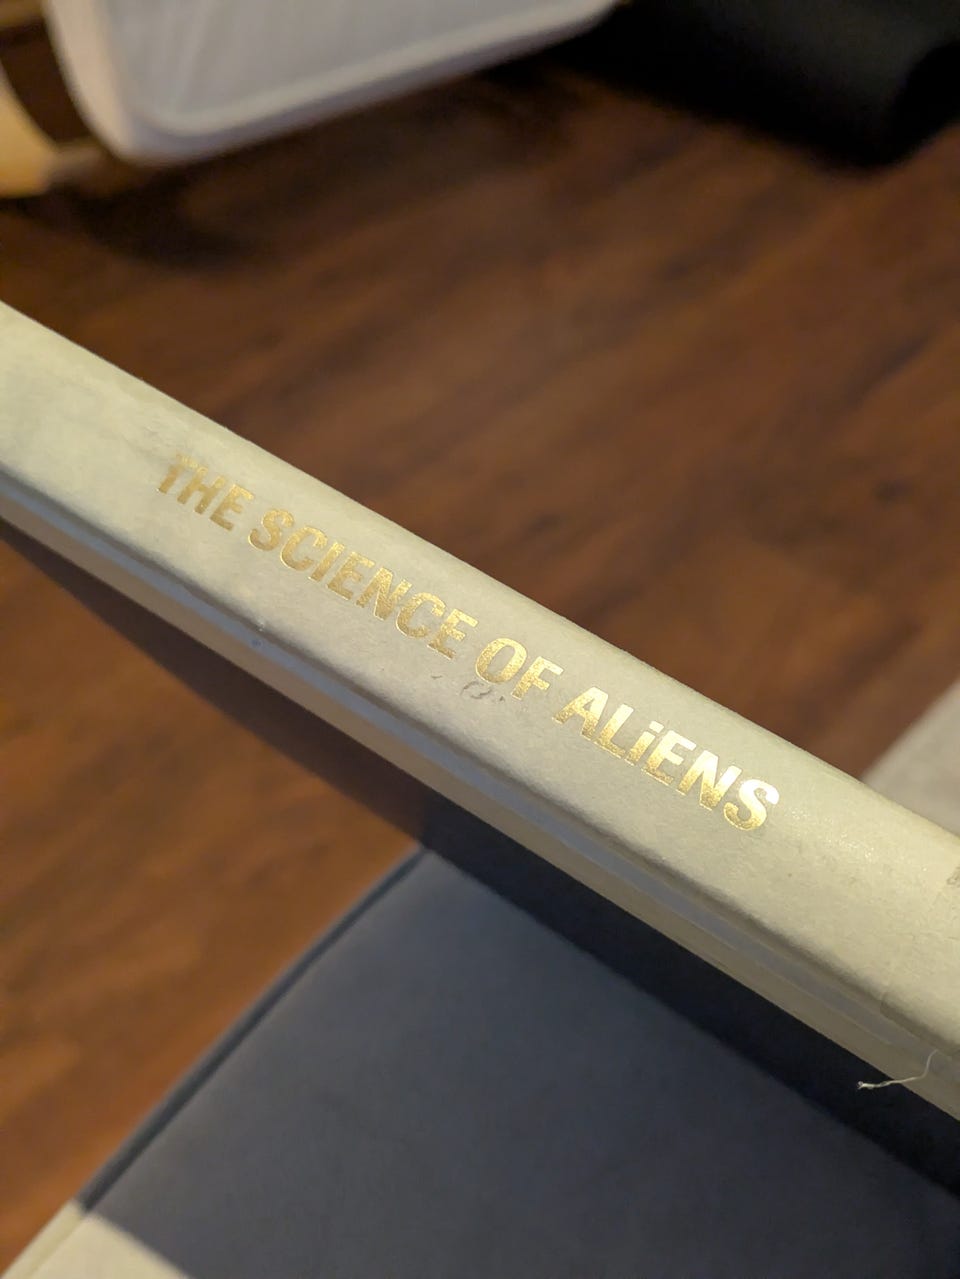 THE SCIENCE OF ALiENS